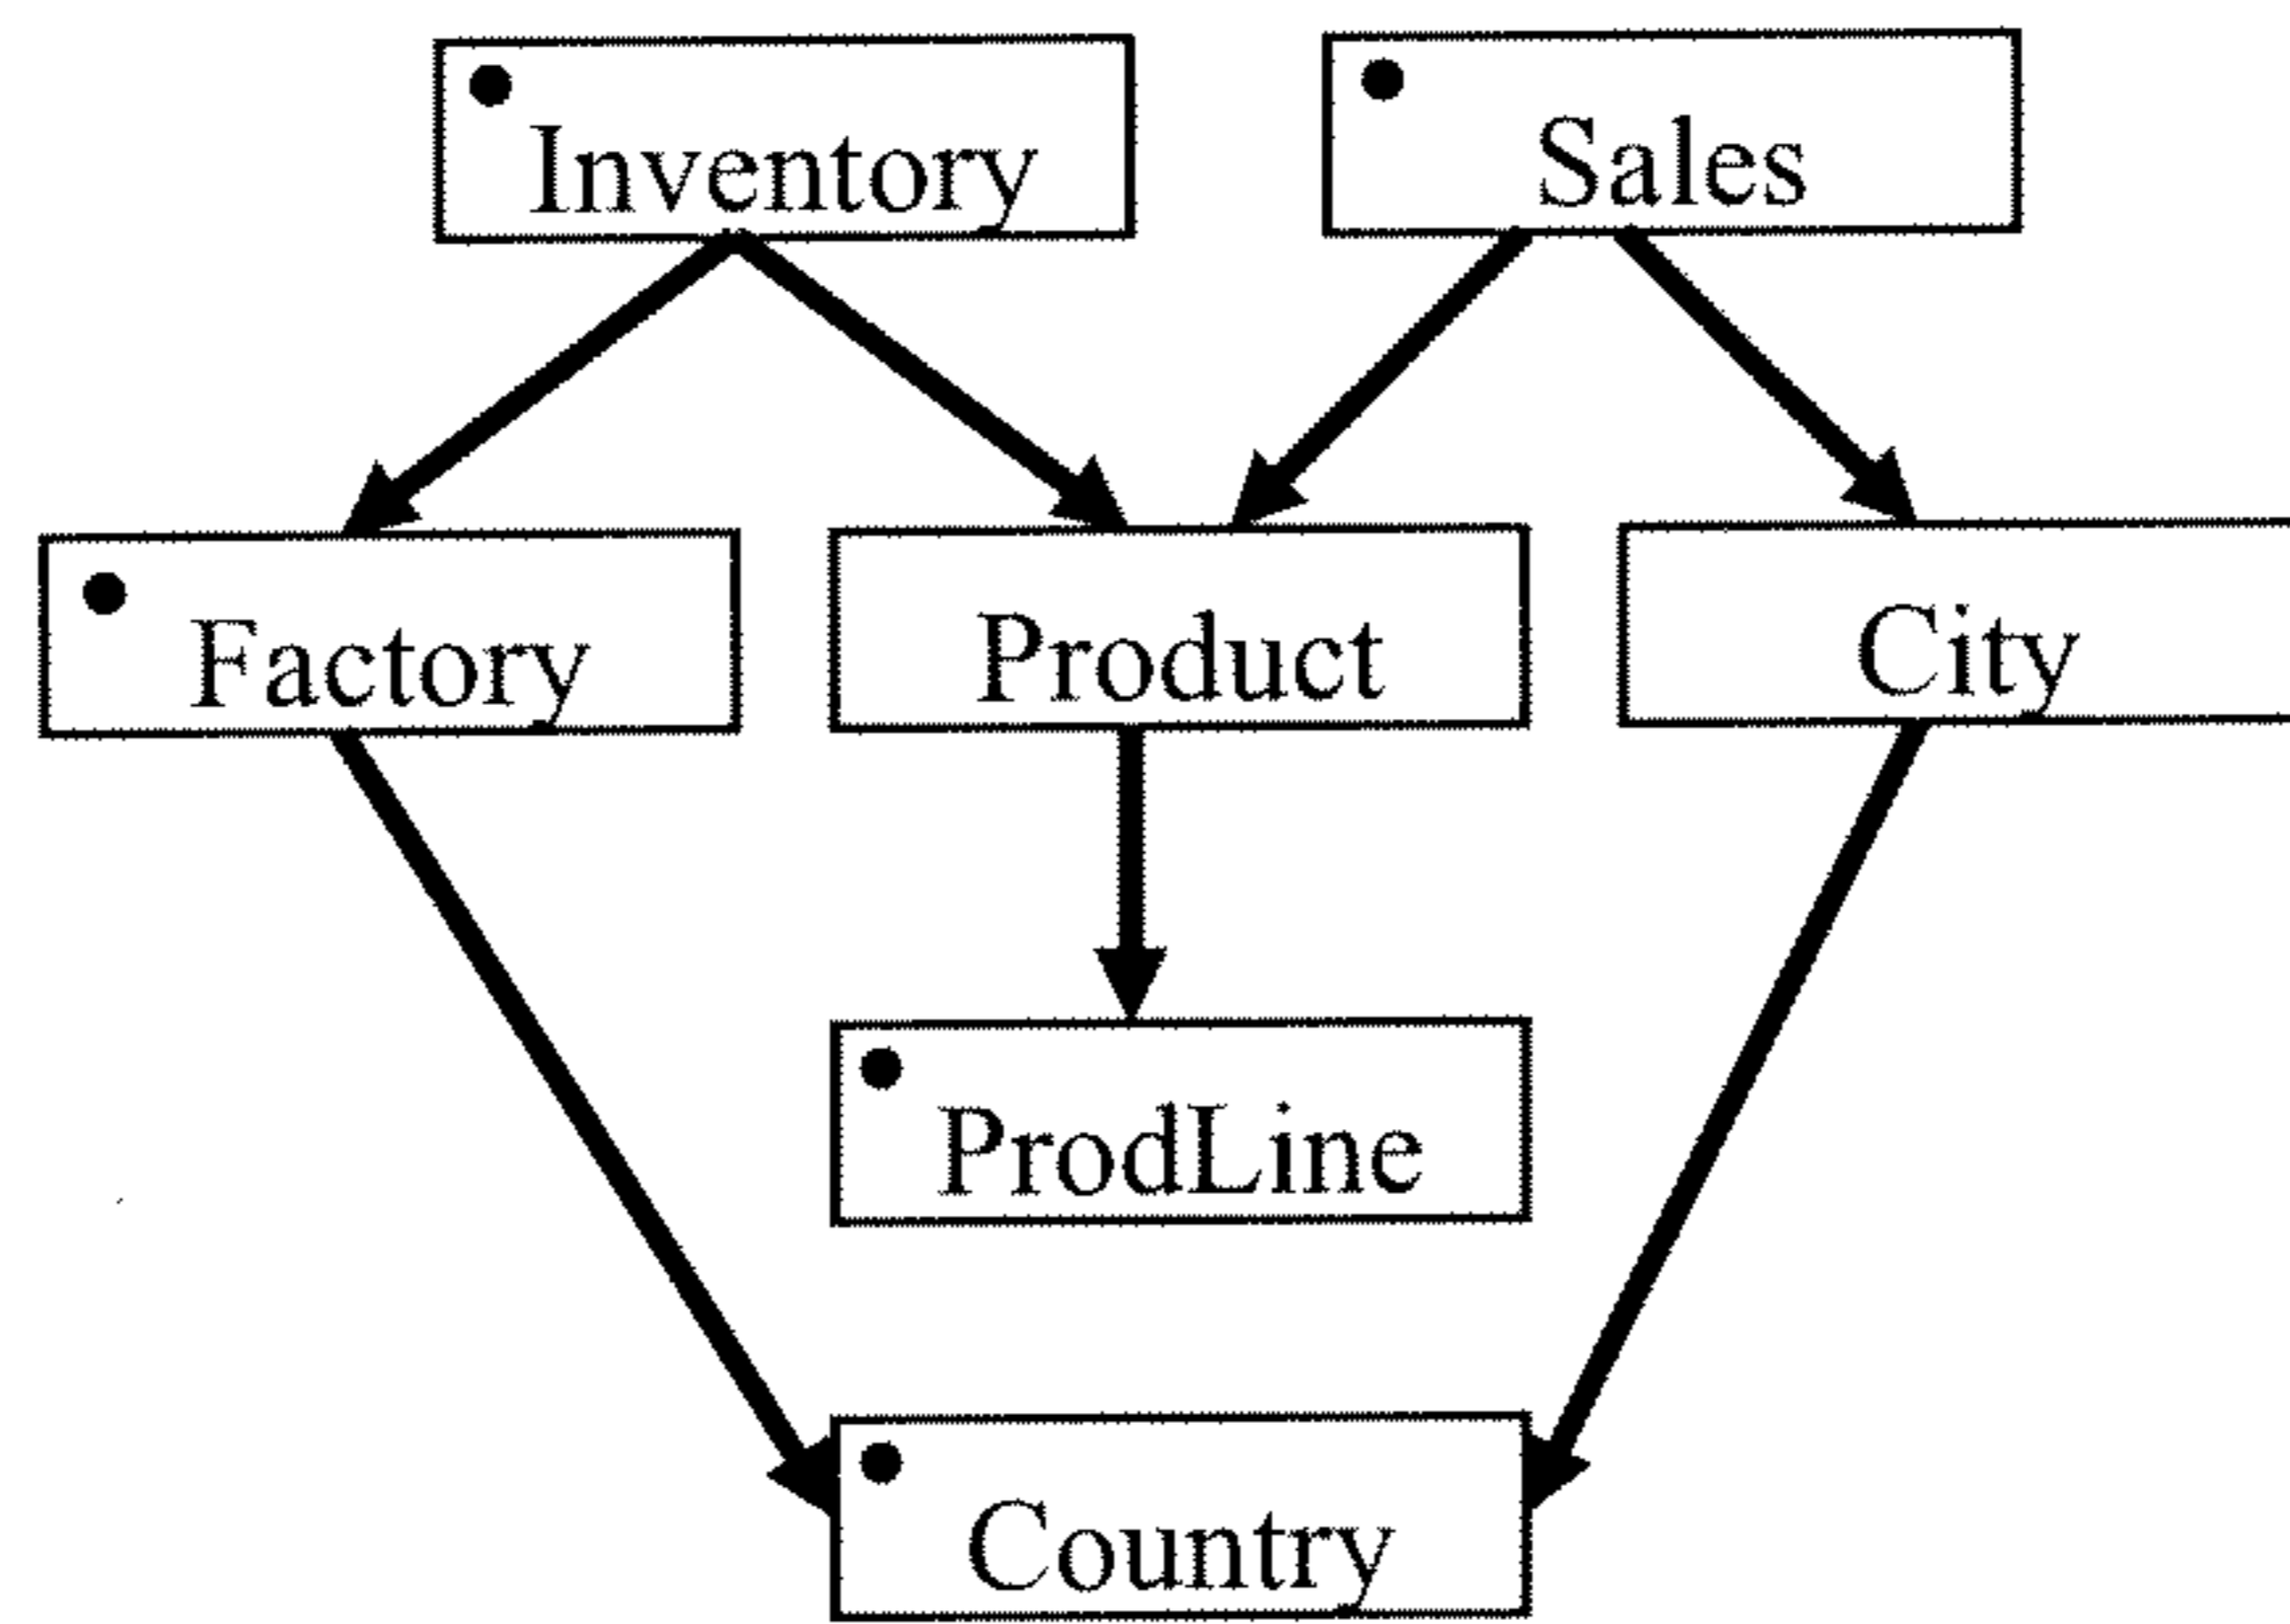 Inventory
Sales
Factory
Product
City
ProdLine
Country